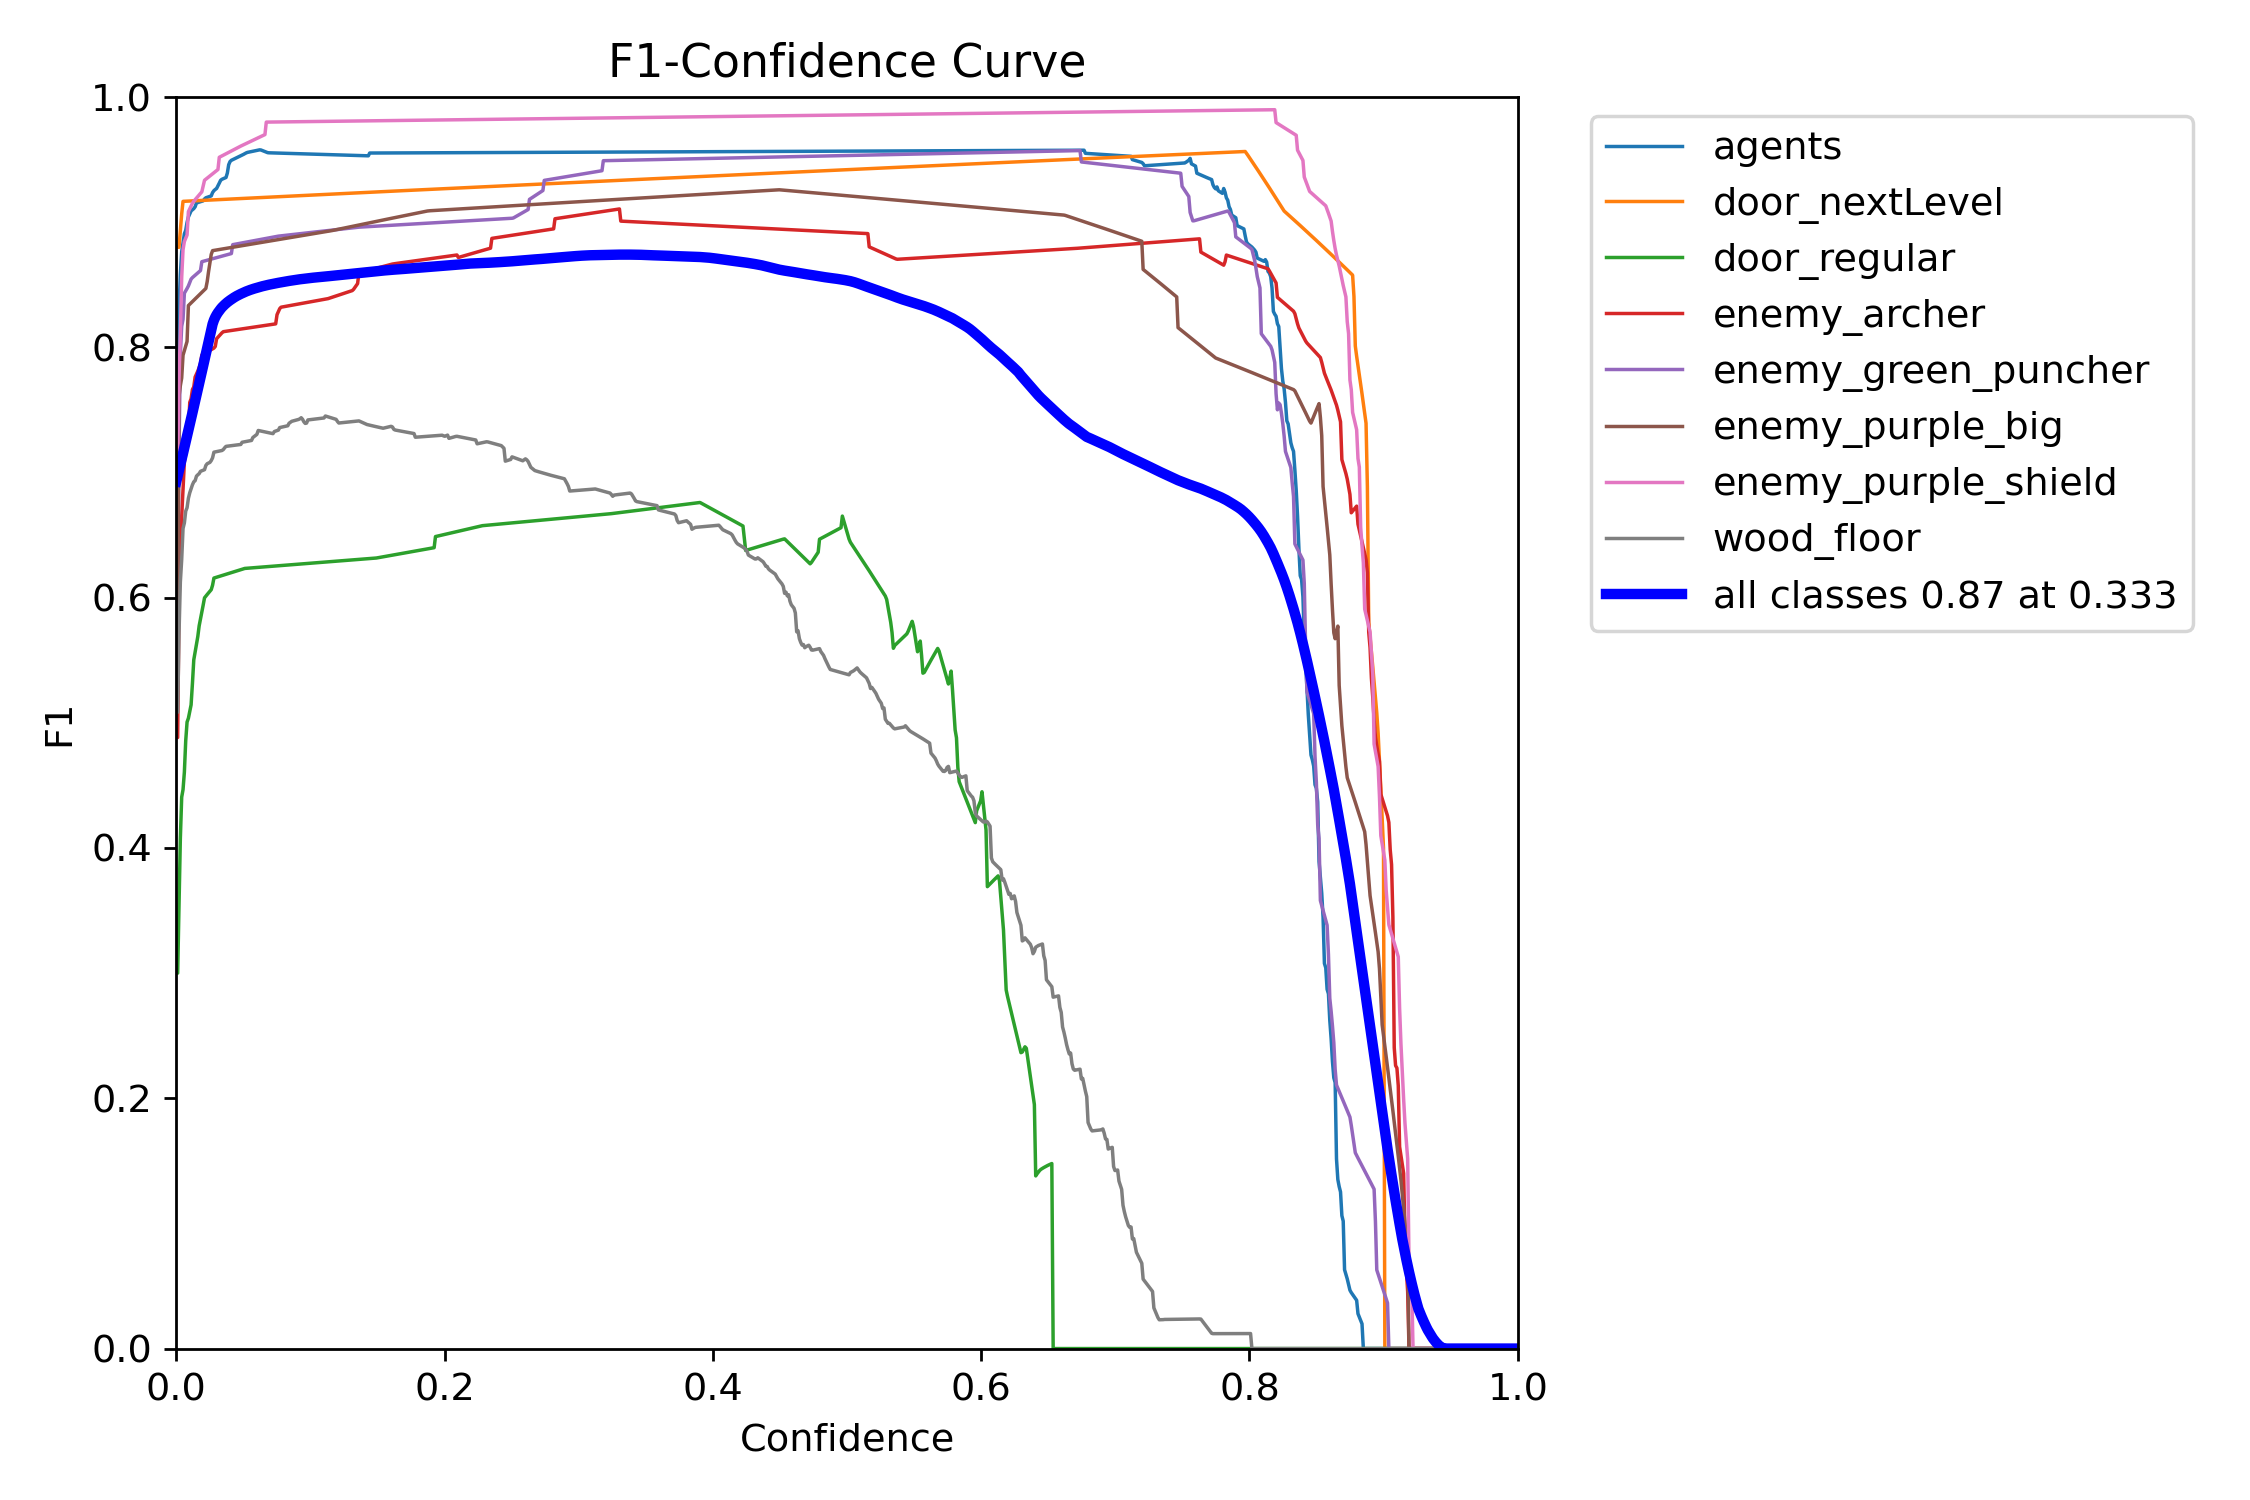 F1-Confidence Curve
1.0
0.8
0.6
0.4
0.2
0.0
F1
0.0 0.2 0.4 0.6 0.8 1.0
Confidence
agents
door_nextLevel
door_regular
enemy_archer
enemy_green_puncher
enemy_purple_big
enemy_purple_shield
wood_floor
all classes 0.87 at 0.333